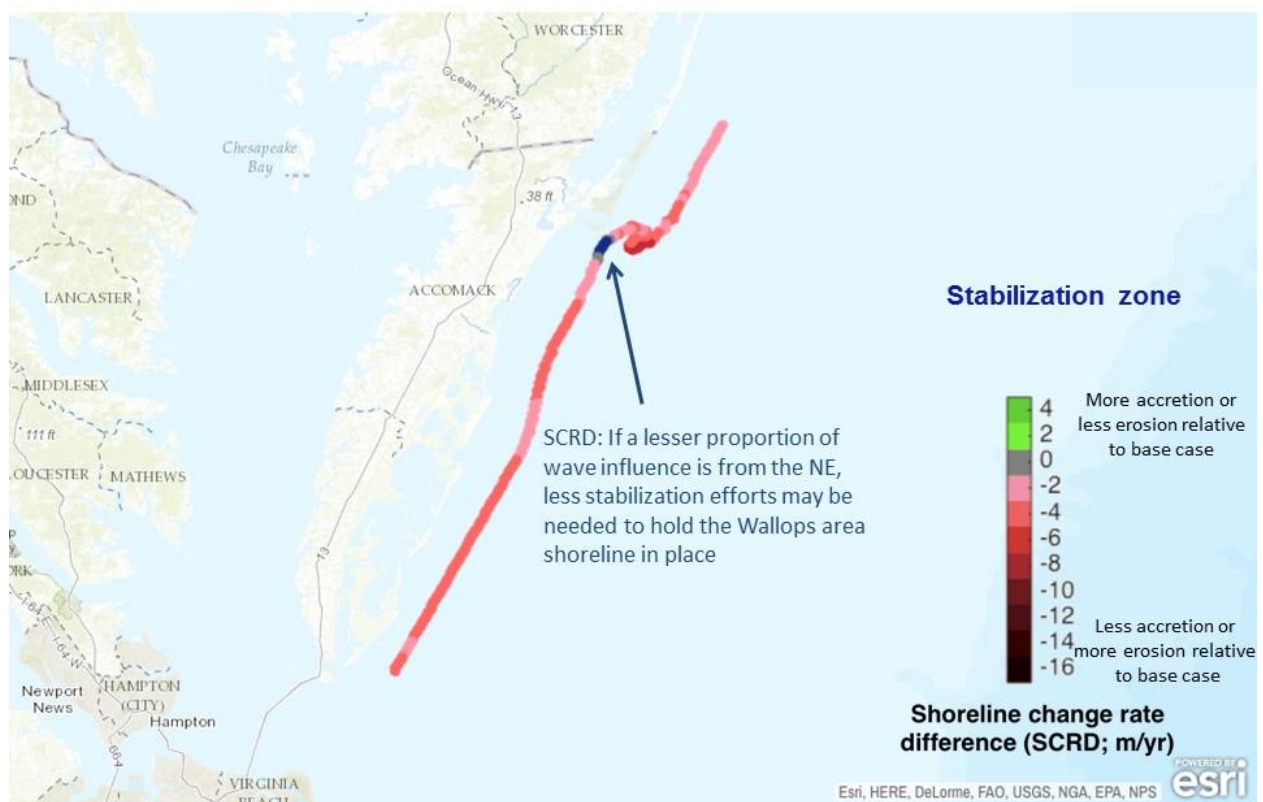 WORCESTER
Ocean Hwy 13
Chesapeake
Bay
38 ft
OND
LANCASTER
ACCOMACK
Stabilization zone
17
MIDDLESEX
111 ft
OUCESTER
MATHEWS
SCRD: If a lesser proportion of
wave influence is from the NE,
less stabilization efforts may be
needed to hold the Wallops area
shoreline in place
4
2
0
-2
-4
-6
-8
-10
-12
-14
-16
More accretion or
less erosion relative
to base case
Less accretion or
more erosion relative
to base case
Shoreline change rate
difference (SCRD; m/yr)
13
ORK
I-64 E
I-64 W
Newport
News
HAMPTON
(CITY)
Hampton
664
VIRGINIA
BEACH
POWERED BY
esri
Esri, HERE, DeLorme, FAO, USGS, NGA, EPA, NPS